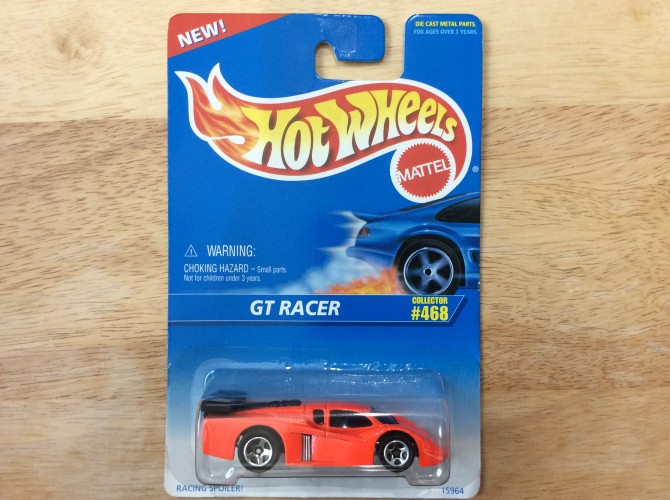 NEW!
DIE CAST METAL PARTS.
FOR AGES OVER 3 YEARS.
HOT WHEELS
MATTEL
®
⚠ WARNING:
CHOKING HAZARD – Small parts.
Not for children under 3 years.
GT RACER
COLLECTOR
#468
RACING SPOILER!
15964